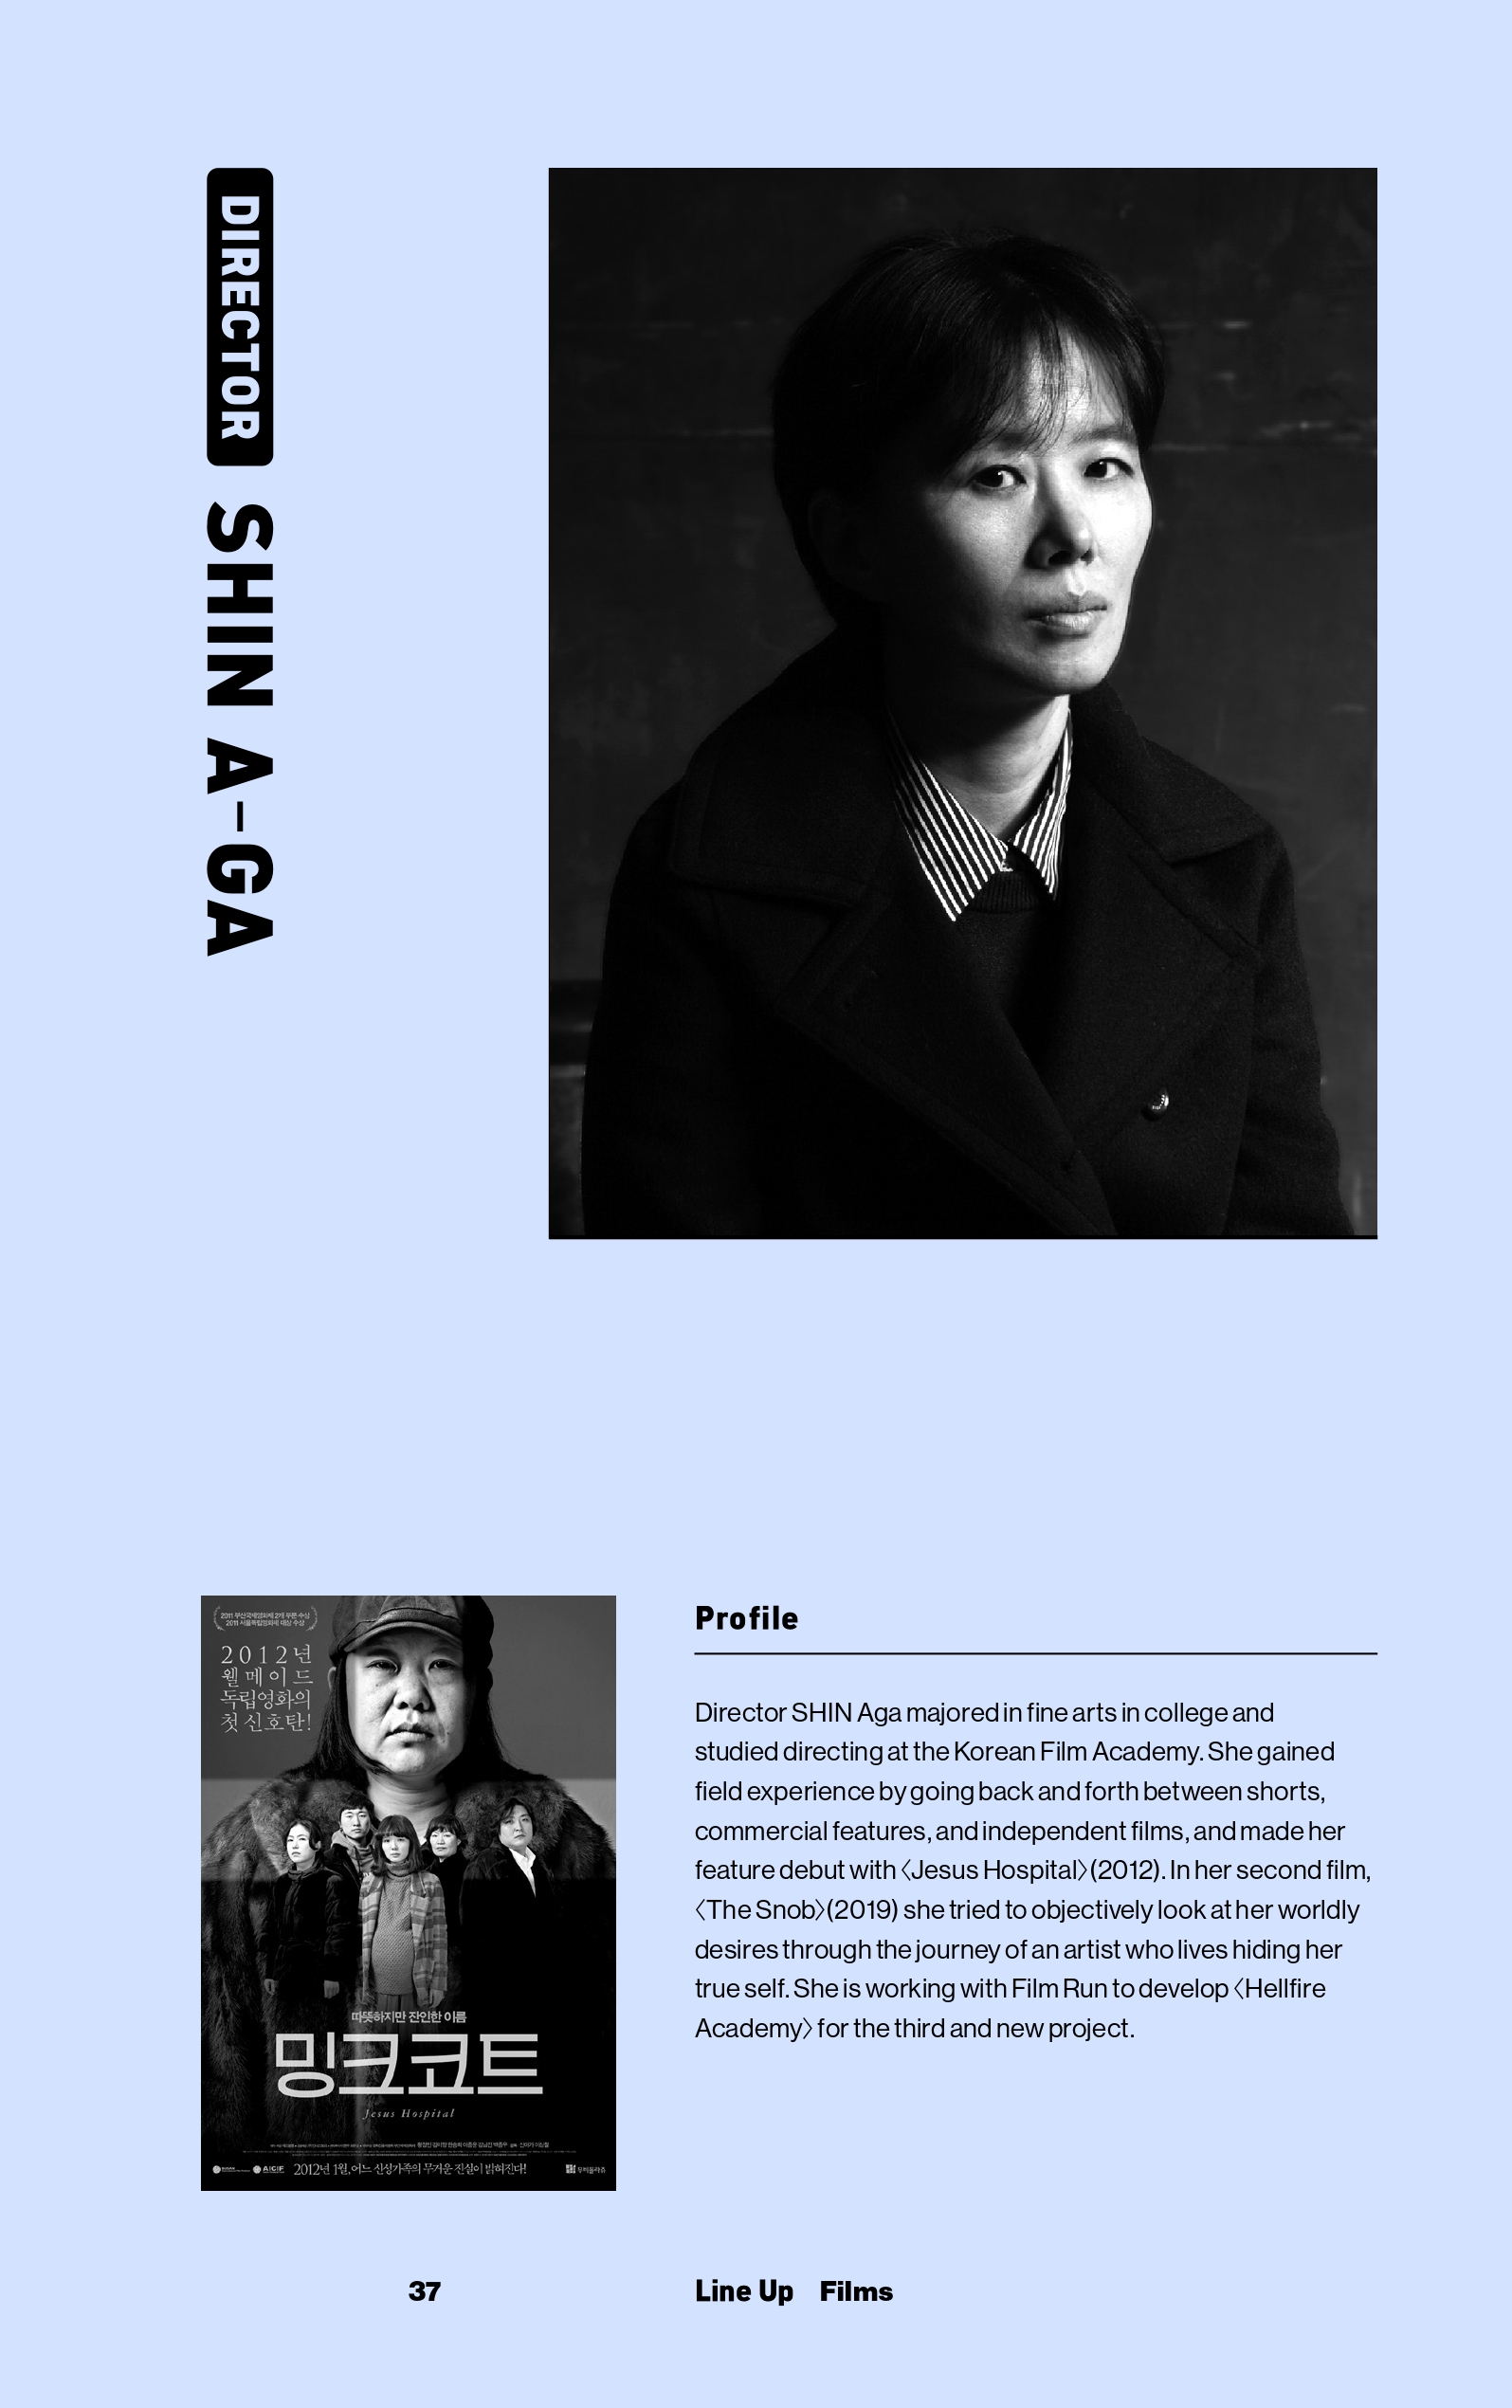 DIRECTOR SHIN A-GA
2011 부산국제영화제 2개 부문 수상
2011 서울독립영화제 대상 수상
2012년
웰메이드
독립영화의
첫 신호탄!
따뜻하지만 잔인한 이름
밍크코트
Jesus Hospital
2012년 1월, 어느 신성가족의 무거운 진실이 밝혀진다!
Profile
Director SHIN Aga majored in fine arts in college and
studied directing at the Korean Film Academy. She gained
field experience by going back and forth between shorts,
commercial features, and independent films, and made her
feature debut with〈Jesus Hospital〉(2012). In her second film,
〈The Snob〉(2019) she tried to objectively look at her worldly
desires through the journey of an artist who lives hiding her
true self. She is working with Film Run to develop〈Hellfire
Academy〉for the third and new project.
37
Line Up Films